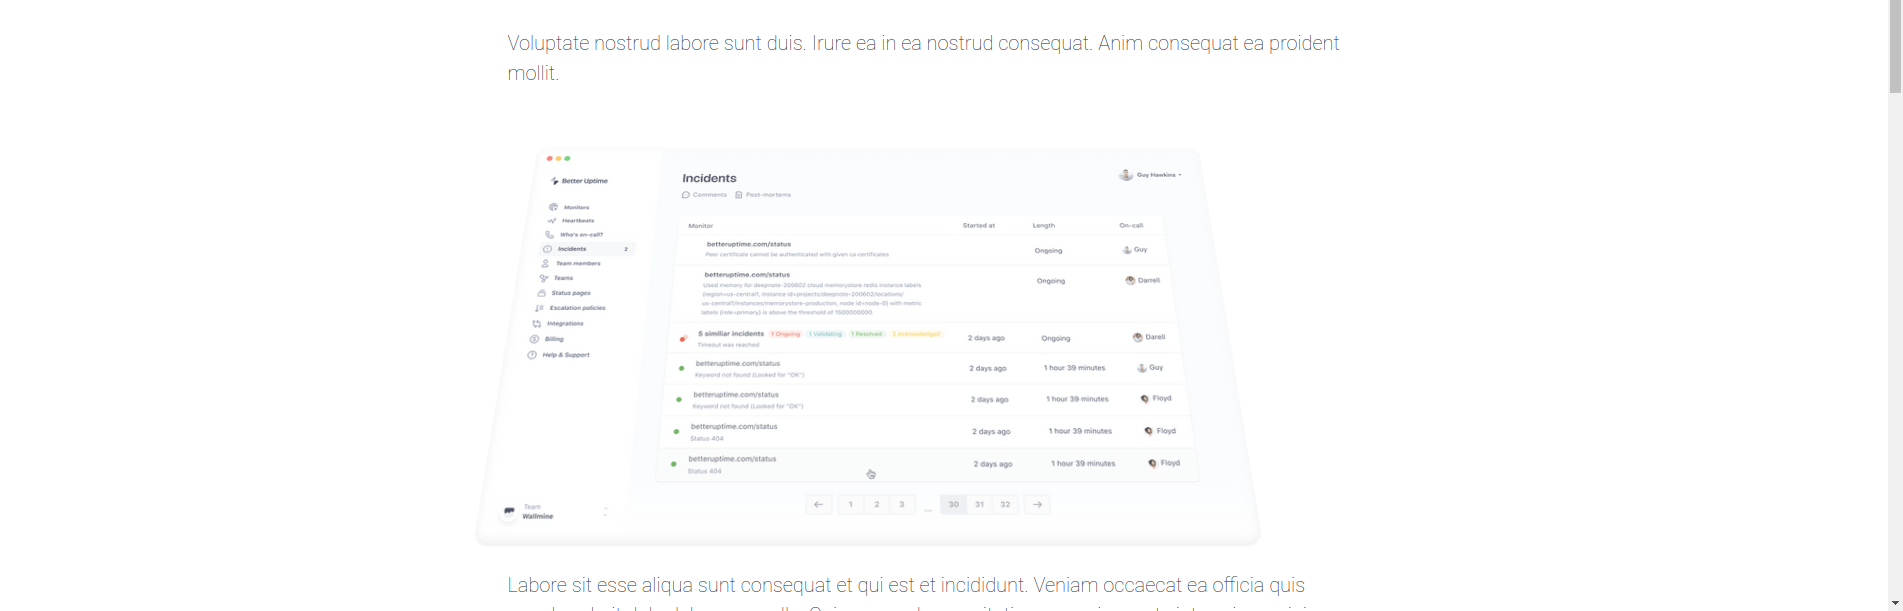 Voluptate nostrud labore sunt duis. Irure ea in ea nostrud consequat. Anim consequat ea proident
mollit.
Better Uptime
Monitors
Heartbeats
Who's on-call?
Incidents 2
Team members
Teams
Status pages
Escalation policies
Integrations
Billing
Help & Support
Team
Wallmine
Incidents
Guy Hawkins
Comments Post-mortems
Monitor Started at Length On-call
betteruptime.com/status
Peer certificate cannot be authenticated with given ca certificates
Ongoing Guy
betteruptime.com/status
Used memory for deepnote-200602 cloud memorystore redis instance labels
(region=us-central1, instance id=projects/deepnote-200602/locations/
us-central1/instances/memorystore-production, node id=node-0) with metric
labels (role=primary) is above the threshold of 1500000000.
Ongoing Darrell
5 similiar incidents 1 Ongoing 1 Validating 1 Resolved 2 Acknowledged
Timeout was reached
2 days ago Ongoing Darell
betteruptime.com/status
Keyword not found (Looked for "OK")
2 days ago 1 hour 39 minutes Guy
betteruptime.com/status
Keyword not found (Looked for "OK")
2 days ago 1 hour 39 minutes Floyd
betteruptime.com/status
Status 404
2 days ago 1 hour 39 minutes Floyd
betteruptime.com/status
Status 404
2 days ago 1 hour 39 minutes Floyd
1 2 3 ... 30 31 32
Labore sit esse aliqua sunt consequat et qui est et incididunt. Veniam occaecat ea officia quis